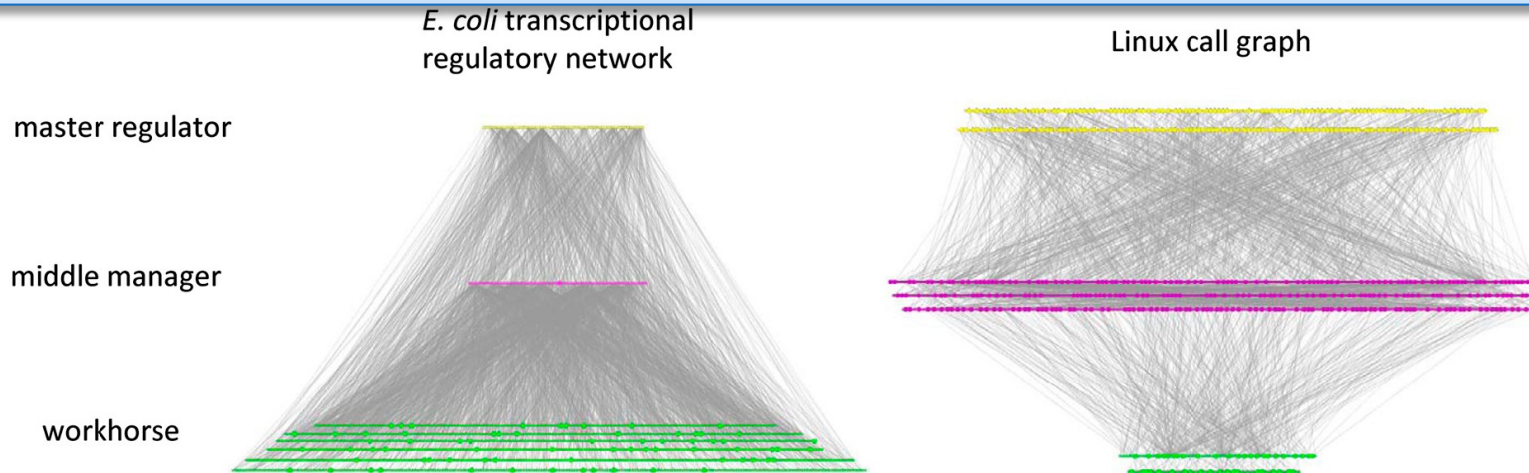 E. coli transcriptional
regulatory network
Linux call graph
master regulator
middle manager
workhorse